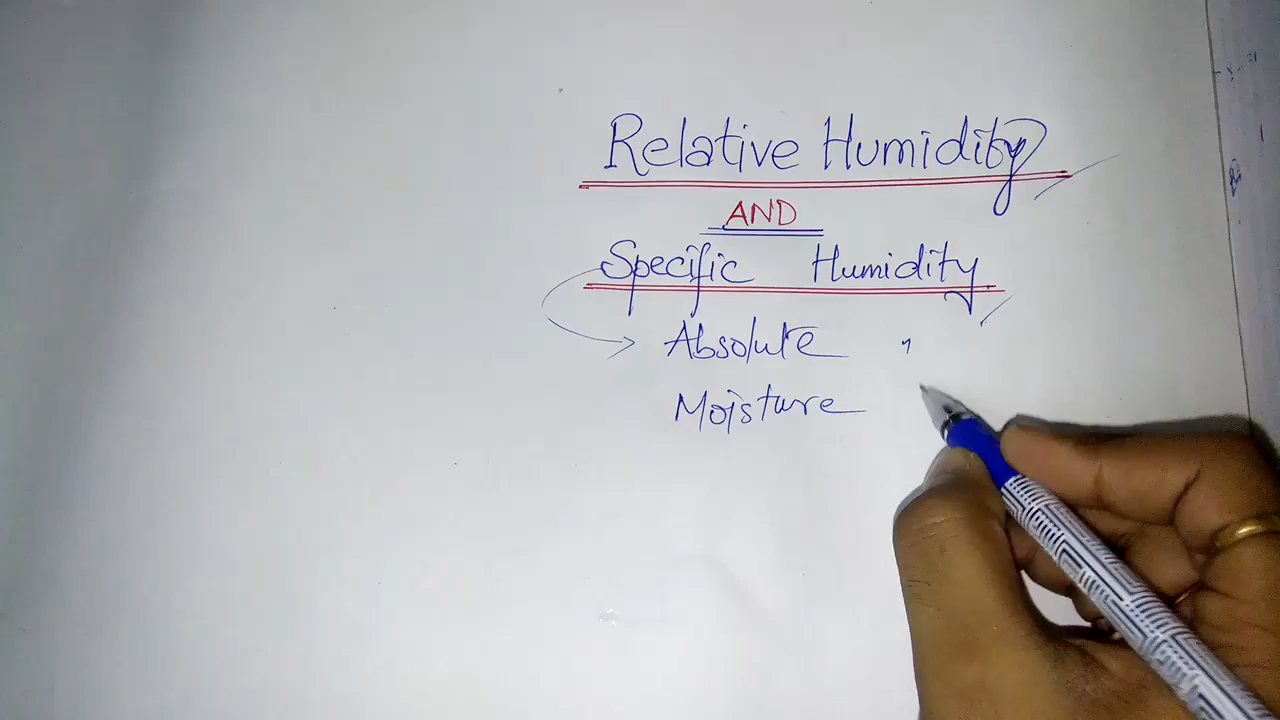 Relative Humidity
AND
Specific Humidity
Absolute "
Moisture